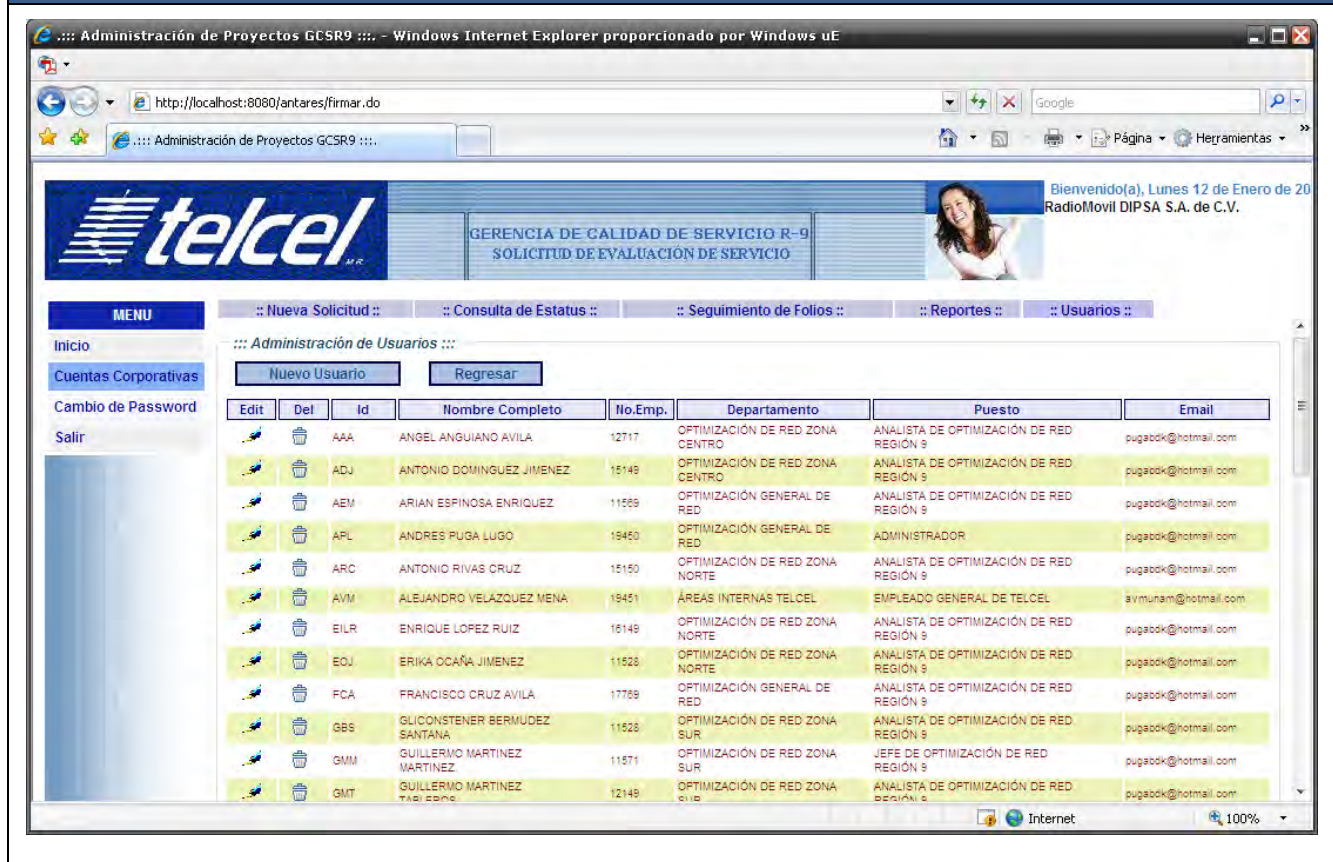 .::: Administración de Proyectos GCSR9 :::. - Windows Internet Explorer proporcionado por Windows uE
http://localhost:8080/antares/firmar.do
Google
.::: Administración de Proyectos GCSR9 :::.
Página
Herramientas
telcel M.R.
GERENCIA DE CALIDAD DE SERVICIO R-9
SOLICITUD DE EVALUACIÓN DE SERVICIO
Bienvenido(a), Lunes 12 de Enero de 20
RadioMovil DIPSA S.A. de C.V.
MENU
Inicio
Cuentas Corporativas
Cambio de Password
Salir
:: Nueva Solicitud :: :: Consulta de Estatus :: :: Seguimiento de Folios :: :: Reportes :: :: Usuarios ::
::: Administración de Usuarios :::
Nuevo Usuario Regresar
Edit Del Id Nombre Completo No.Emp. Departamento Puesto Email
AAA ANGEL ANGUIANO AVILA 12717 OPTIMIZACIÓN DE RED ZONA CENTRO ANALISTA DE OPTIMIZACIÓN DE RED REGIÓN 9 pugabdk@hotmail.com
ADJ ANTONIO DOMINGUEZ JIMENEZ 15149 OPTIMIZACIÓN DE RED ZONA CENTRO ANALISTA DE OPTIMIZACIÓN DE RED REGIÓN 9 pugabdk@hotmail.com
AEM ARIAN ESPINOSA ENRIQUEZ 11569 OPTIMIZACIÓN GENERAL DE RED ANALISTA DE OPTIMIZACIÓN DE RED REGIÓN 9 pugabdk@hotmail.com
APL ANDRES PUGA LUGO 19450 OPTIMIZACIÓN GENERAL DE RED ADMINISTRADOR pugabdk@hotmail.com
ARC ANTONIO RIVAS CRUZ 15150 OPTIMIZACIÓN DE RED ZONA NORTE ANALISTA DE OPTIMIZACIÓN DE RED REGIÓN 9 pugabdk@hotmail.com
AVM ALEJANDRO VELAZQUEZ MENA 19451 ÁREAS INTERNAS TELCEL EMPLEADO GENERAL DE TELCEL avmunam@hotmail.com
EILR ENRIQUE LOPEZ RUIZ 16149 OPTIMIZACIÓN DE RED ZONA NORTE ANALISTA DE OPTIMIZACIÓN DE RED REGIÓN 9 pugabdk@hotmail.com
EOJ ERIKA OCAÑA JIMENEZ 11528 OPTIMIZACIÓN DE RED ZONA NORTE ANALISTA DE OPTIMIZACIÓN DE RED REGIÓN 9 pugabdk@hotmail.com
FCA FRANCISCO CRUZ AVILA 17769 OPTIMIZACIÓN GENERAL DE RED ANALISTA DE OPTIMIZACIÓN DE RED REGIÓN 9 pugabdk@hotmail.com
GBS GLICONSTENER BERMUDEZ SANTANA 11528 OPTIMIZACIÓN DE RED ZONA SUR ANALISTA DE OPTIMIZACIÓN DE RED REGIÓN 9 pugabdk@hotmail.com
GMM GUILLERMO MARTINEZ MARTINEZ 11571 OPTIMIZACIÓN DE RED ZONA SUR JEFE DE OPTIMIZACIÓN DE RED REGIÓN 9 pugabdk@hotmail.com
GMT GUILLERMO MARTINEZ 12149 OPTIMIZACIÓN DE RED ZONA SUR ANALISTA DE OPTIMIZACIÓN DE RED REGIÓN 9 pugabdk@hotmail.com
Internet 100%